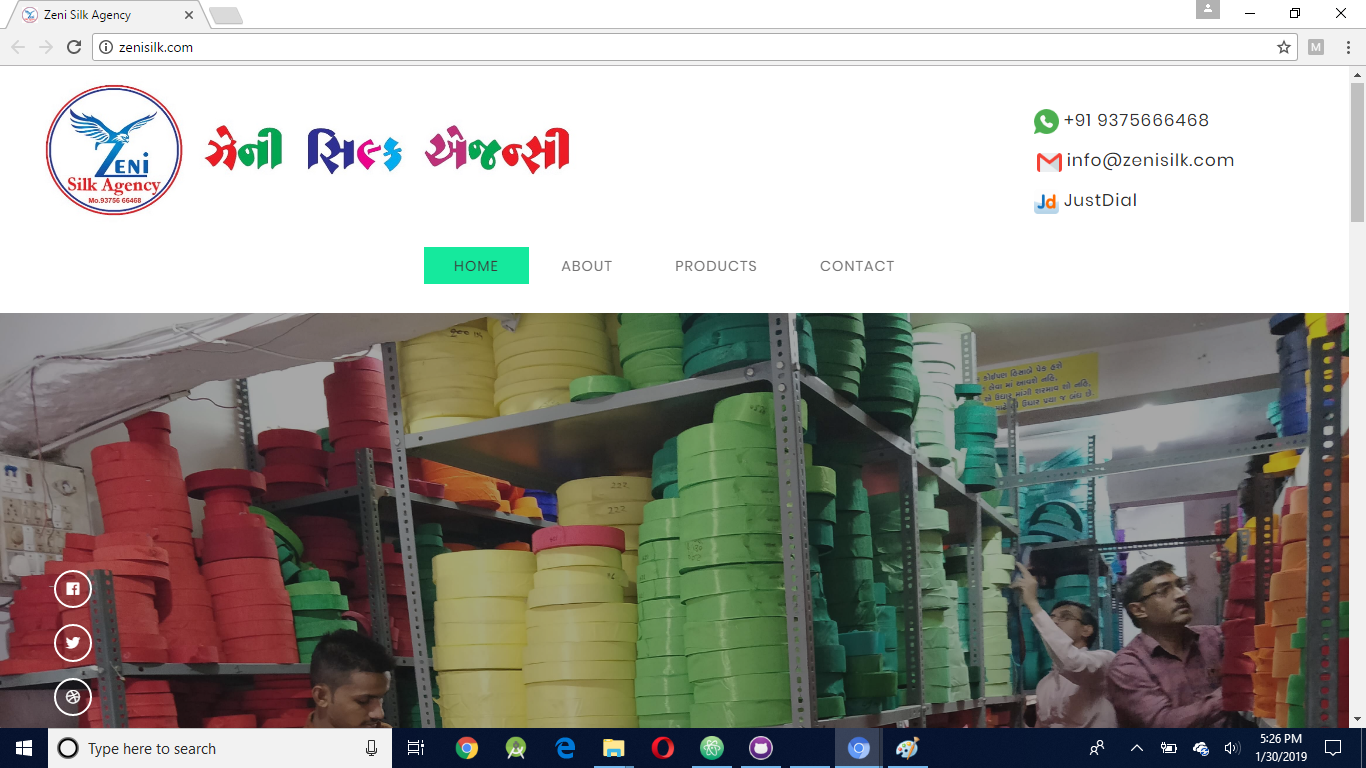 Zeni Silk Agency
zenisilk.com
M
ZENI
Silk Agency
Mo.93756 66468
ઝેની સિલ્ક એજન્સી
+91 9375666468
info@zenisilk.com
Jd JustDial
HOME ABOUT PRODUCTS CONTACT
222
Type here to search
5:26 PM
1/30/2019